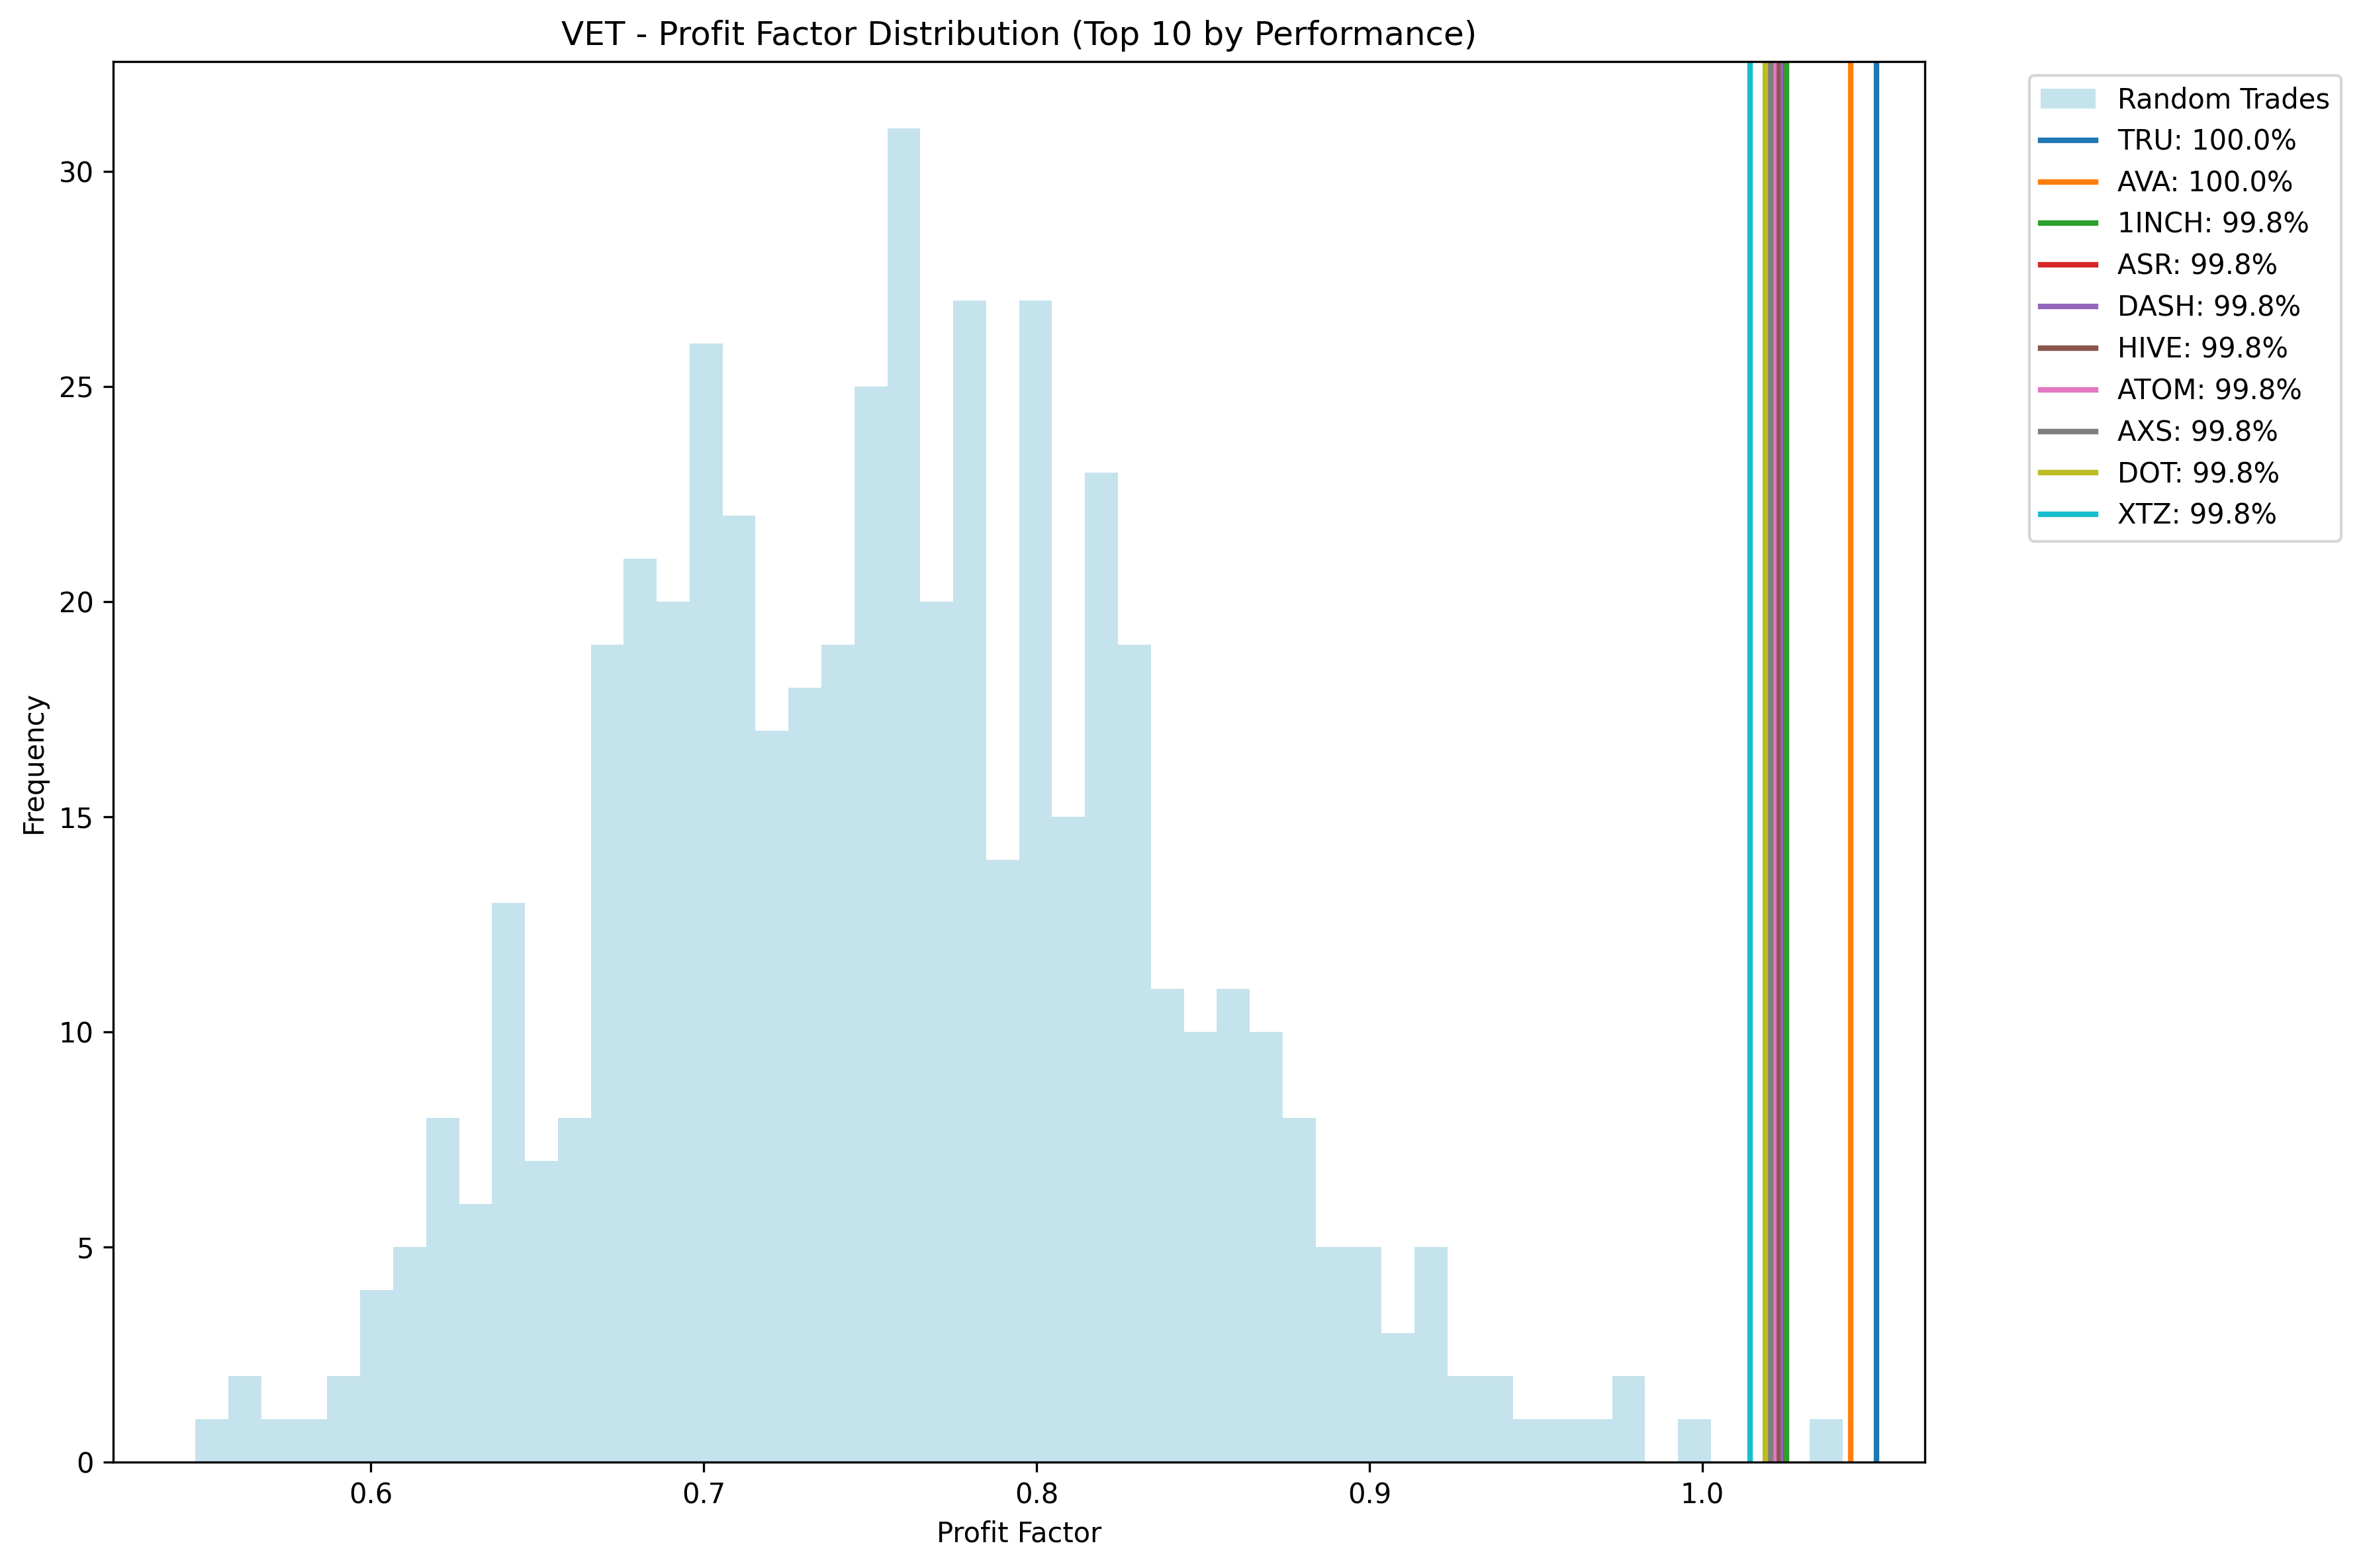 VET - Profit Factor Distribution (Top 10 by Performance)
Random Trades
TRU: 100.0%
AVA: 100.0%
1INCH: 99.8%
ASR: 99.8%
DASH: 99.8%
HIVE: 99.8%
ATOM: 99.8%
AXS: 99.8%
DOT: 99.8%
XTZ: 99.8%
Frequency
30
25
20
15
10
5
0
0.6 0.7 0.8 0.9 1.0
Profit Factor